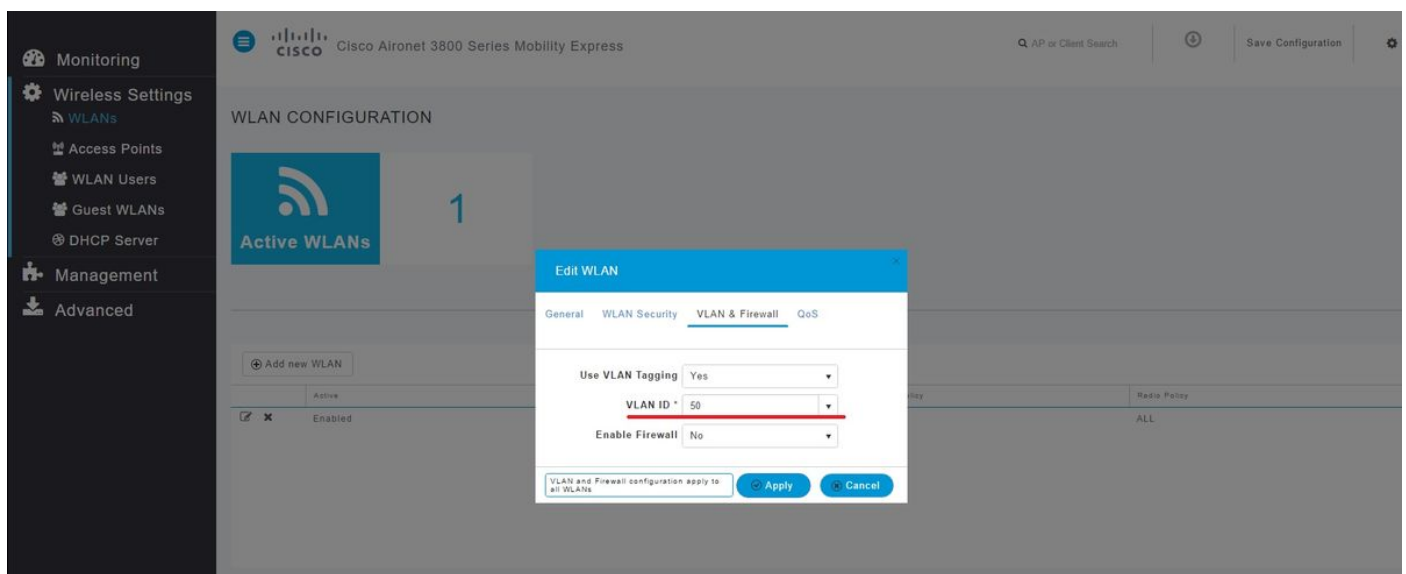 Monitoring
Wireless Settings
WLANs
Access Points
WLAN Users
Guest WLANs
DHCP Server
Management
Advanced
CISCO Cisco Aironet 3800 Series Mobility Express
AP or Client Search
Save Configuration
WLAN CONFIGURATION
Active WLANs
1
Add new WLAN
Active
Radio Policy
Enabled
ALL
Edit WLAN
General WLAN Security VLAN & Firewall QoS
Use VLAN Tagging Yes
VLAN ID * 50
Enable Firewall No
VLAN and Firewall configuration apply to
all WLANs
Apply
Cancel